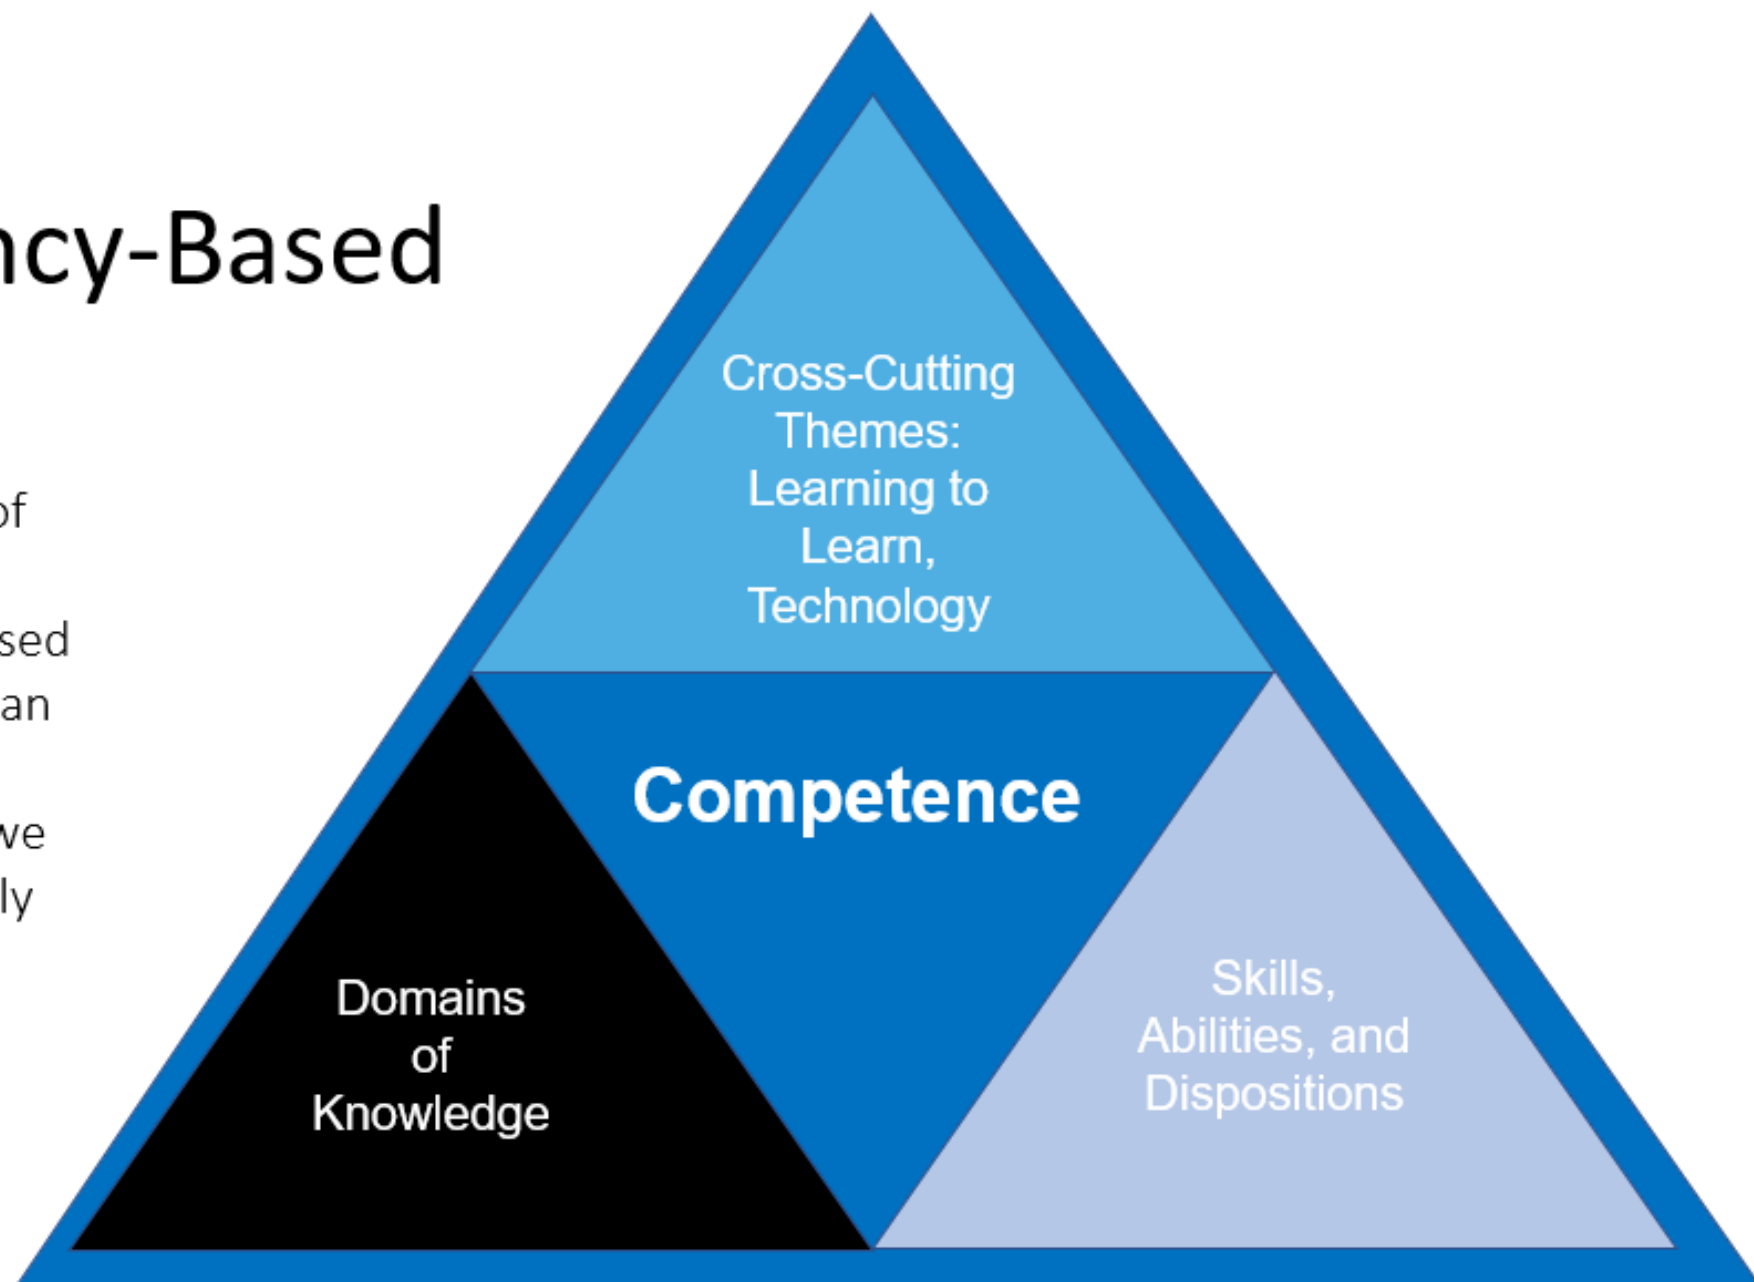 ncy-Based
of
sed
an
we
ly
Cross-Cutting
Themes:
Learning to
Learn,
Technology
Competence
Domains
of
Knowledge
Skills,
Abilities, and
Dispositions